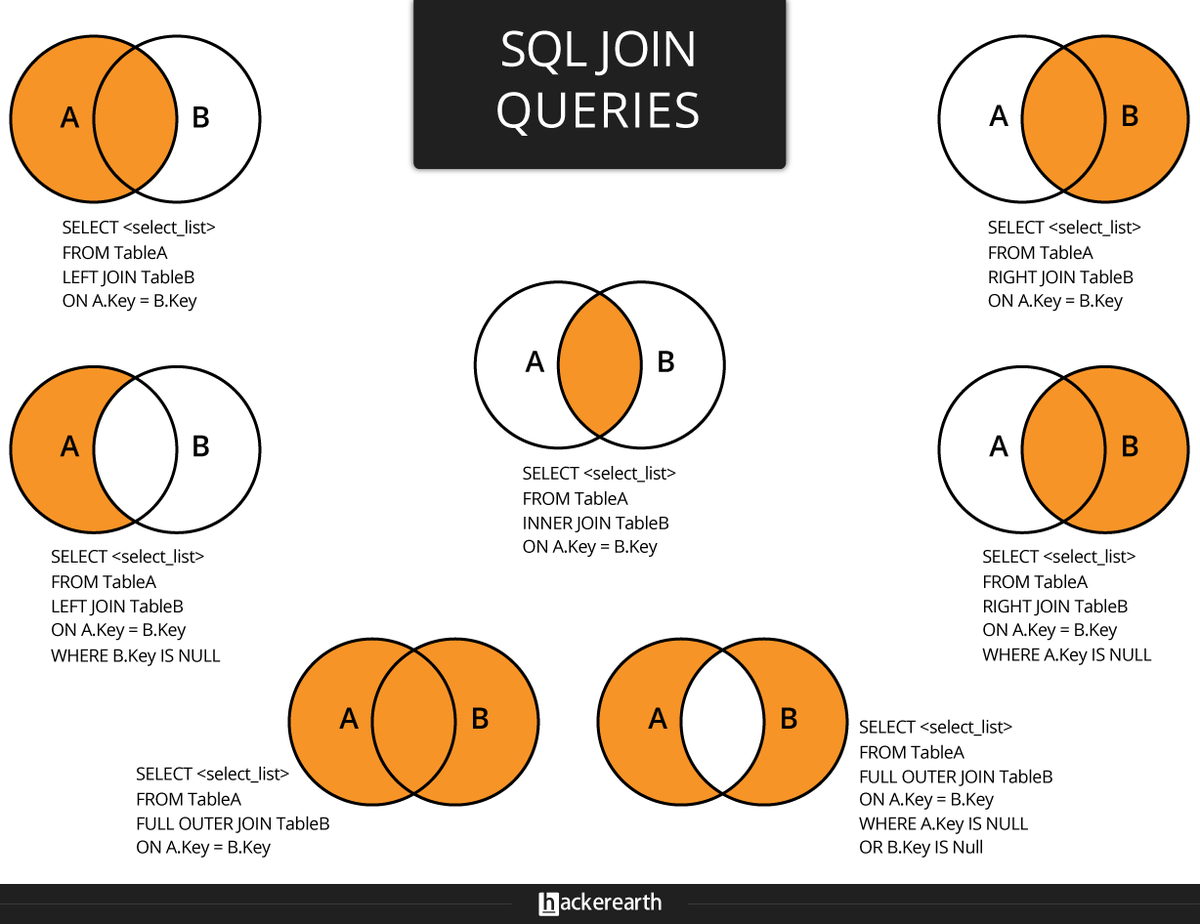 SQL JOIN
QUERIES
A B
SELECT <select_list>
FROM TableA
LEFT JOIN TableB
ON A.Key = B.Key
A B
SELECT <select_list>
FROM TableA
RIGHT JOIN TableB
ON A.Key = B.Key
A B
SELECT <select_list>
FROM TableA
INNER JOIN TableB
ON A.Key = B.Key
A B
SELECT <select_list>
FROM TableA
LEFT JOIN TableB
ON A.Key = B.Key
WHERE B.Key IS NULL
A B
SELECT <select_list>
FROM TableA
RIGHT JOIN TableB
ON A.Key = B.Key
WHERE A.Key IS NULL
A B
SELECT <select_list>
FROM TableA
FULL OUTER JOIN TableB
ON A.Key = B.Key
A B
SELECT <select_list>
FROM TableA
FULL OUTER JOIN TableB
ON A.Key = B.Key
WHERE A.Key IS NULL
OR B.Key IS Null
hackerearth